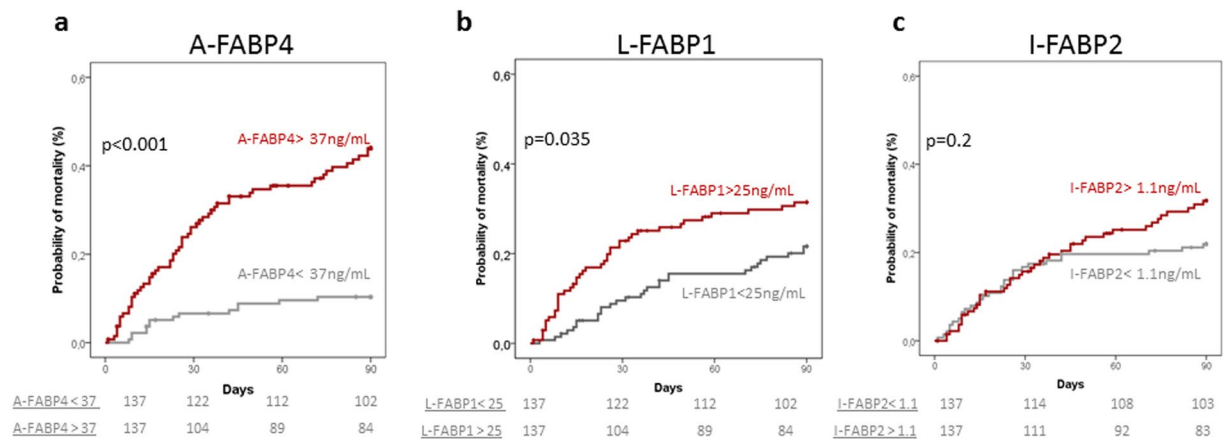 a
A-FABP4
Probability of mortality (%)
0,6
0,4
0,2
0,0
p<0.001
A-FABP4> 37ng/mL
A-FABP4< 37ng/mL
0 30 60 90
Days
A-FABP4 < 37 137 122 112 102
A-FABP4 > 37 137 104 89 84
b
L-FABP1
Probability of mortality (%)
0,6
0,4
0,2
0,0
p=0.035
L-FABP1>25ng/mL
L-FABP1<25ng/mL
0 30 60 90
Days
L-FABP1< 25 137 122 112 102
L-FABP1 > 25 137 104 89 84
c
I-FABP2
Probability of mortality (%)
0,6
0,4
0,2
0,0
p=0.2
I-FABP2> 1.1ng/mL
I-FABP2< 1.1ng/mL
0 30 60 90
Days
I-FABP2< 1.1 137 114 108 103
I-FABP2 > 1.1 137 111 92 83